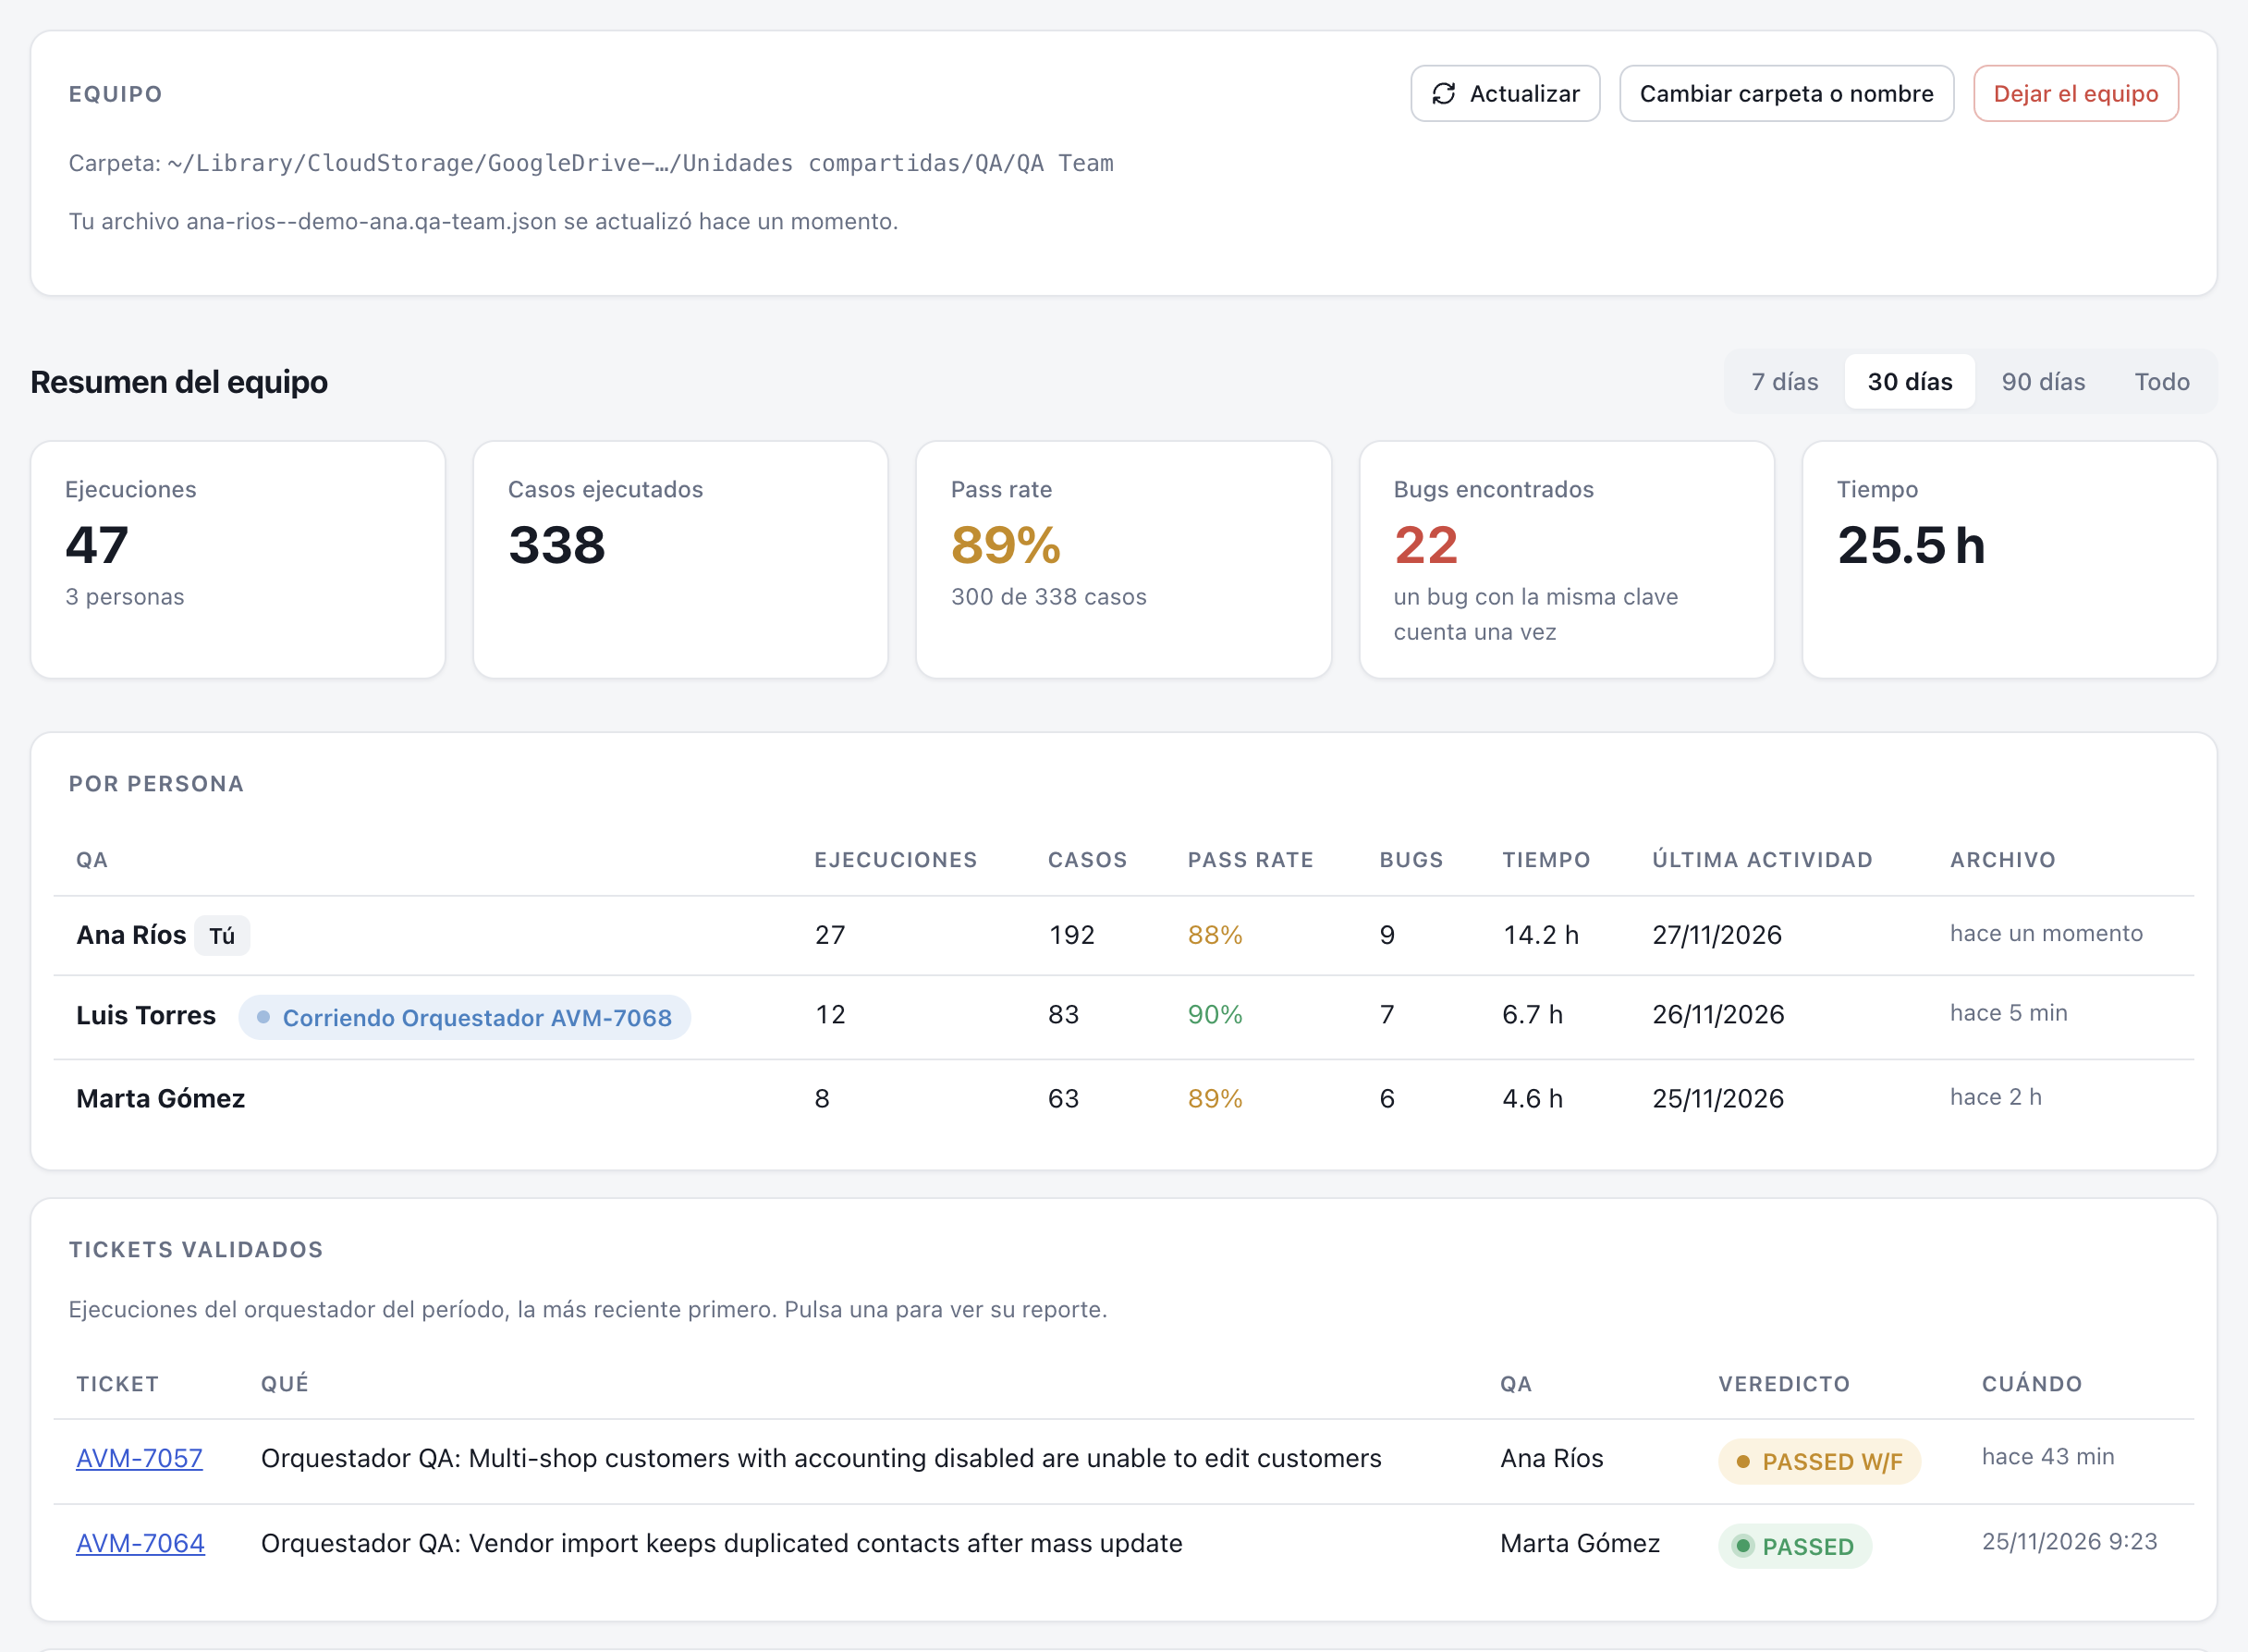 EQUIPO
Actualizar
Cambiar carpeta o nombre
Dejar el equipo
Carpeta: ~/Library/CloudStorage/GoogleDrive-…/Unidades compartidas/QA/QA Team
Tu archivo ana-rios--demo-ana.qa-team.json se actualizó hace un momento.
Resumen del equipo
7 días 30 días 90 días Todo
Ejecuciones
47
3 personas
Casos ejecutados
338
Pass rate
89%
300 de 338 casos
Bugs encontrados
22
un bug con la misma clave
cuenta una vez
Tiempo
25.5 h
POR PERSONA
QA EJECUCIONES CASOS PASS RATE BUGS TIEMPO ÚLTIMA ACTIVIDAD ARCHIVO
Ana Ríos Tú 27 192 88% 9 14.2 h 27/11/2026 hace un momento
Luis Torres Corriendo Orquestador AVM-7068 12 83 90% 7 6.7 h 26/11/2026 hace 5 min
Marta Gómez 8 63 89% 6 4.6 h 25/11/2026 hace 2 h
TICKETS VALIDADOS
Ejecuciones del orquestador del período, la más reciente primero. Pulsa una para ver su reporte.
TICKET QUÉ QA VEREDICTO CUÁNDO
AVM-7057 Orquestador QA: Multi-shop customers with accounting disabled are unable to edit customers Ana Ríos PASSED W/F hace 43 min
AVM-7064 Orquestador QA: Vendor import keeps duplicated contacts after mass update Marta Gómez PASSED 25/11/2026 9:23